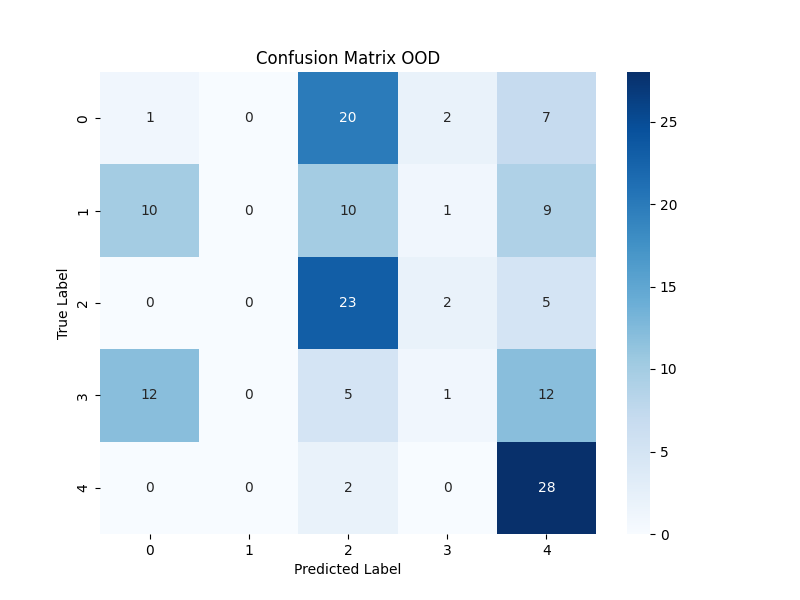 Confusion Matrix OOD
True Label
0 1 0 20 2 7
1 10 0 10 1 9
2 0 0 23 2 5
3 12 0 5 1 12
4 0 0 2 0 28
0 1 2 3 4
Predicted Label
25
20
15
10
5
0